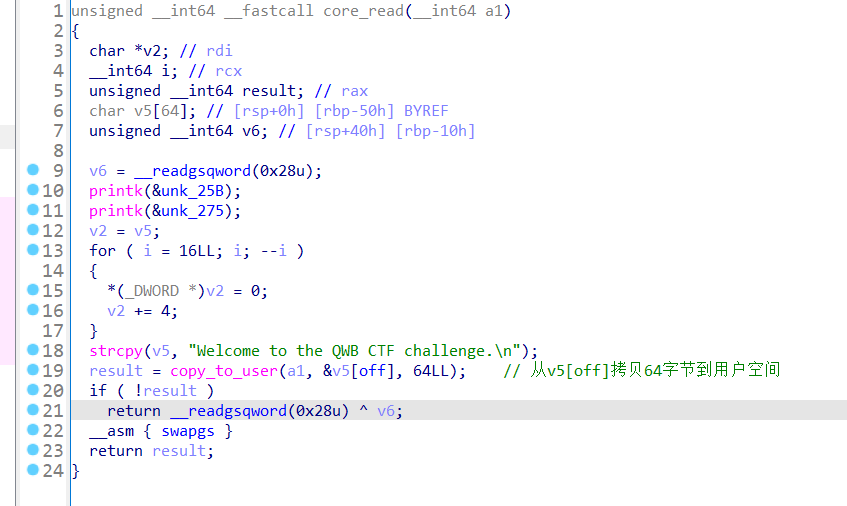 1 unsigned __int64 __fastcall core_read(__int64 a1)
2 {
3   char *v2; // rdi
4   __int64 i; // rcx
5   unsigned __int64 result; // rax
6   char v5[64]; // [rsp+0h] [rbp-50h] BYREF
7   unsigned __int64 v6; // [rsp+40h] [rbp-10h]
8
9   v6 = __readgsqword(0x28u);
10   printk(&unk_25B);
11   printk(&unk_275);
12   v2 = v5;
13   for ( i = 16LL; i; --i )
14   {
15     *(_DWORD *)v2 = 0;
16     v2 += 4;
17   }
18   strcpy(v5, "Welcome to the QWB CTF challenge.\n");
19   result = copy_to_user(a1, &v5[off], 64LL);    // 从v5[off]拷贝64字节到用户空间
20   if ( !result )
21     return __readgsqword(0x28u) ^ v6;
22   __asm { swapgs }
23   return result;
24 }